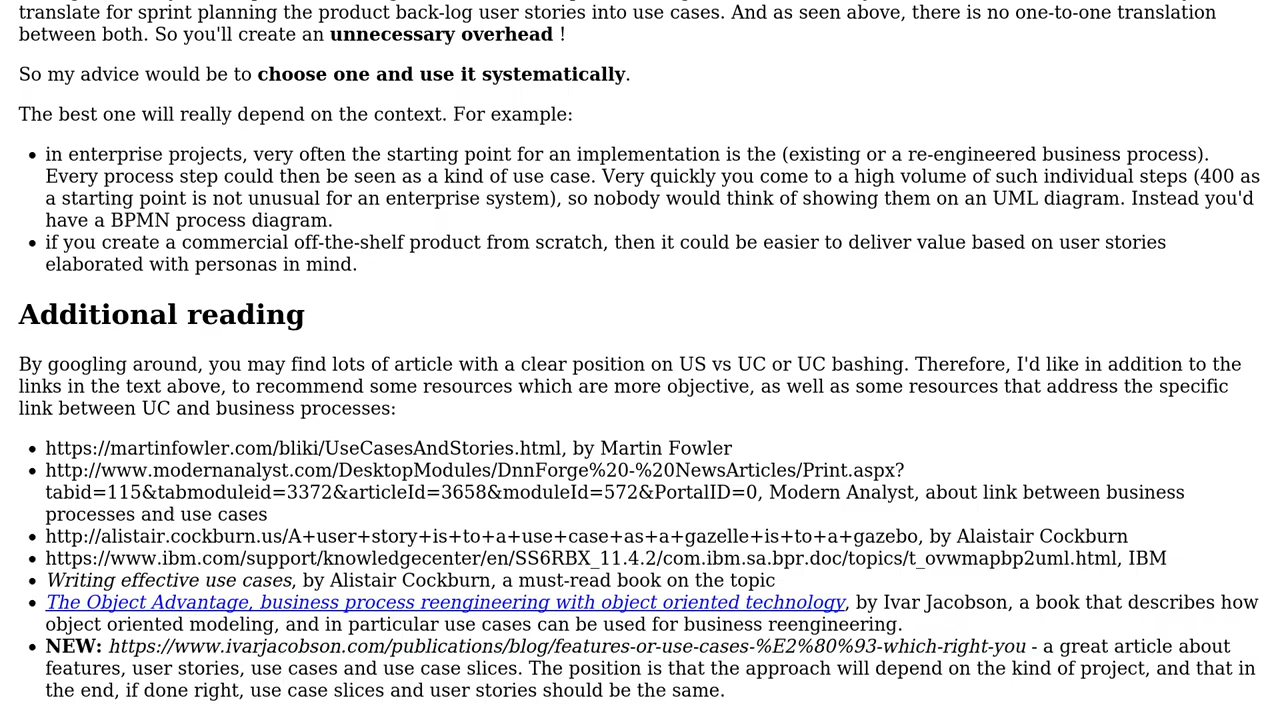 translate for sprint planning the product back-log user stories into use cases. And as seen above, there is no one-to-one translation
between both. So you'll create an unnecessary overhead !
So my advice would be to choose one and use it systematically.
The best one will really depend on the context. For example:
• in enterprise projects, very often the starting point for an implementation is the (existing or a re-engineered business process).
Every process step could then be seen as a kind of use case. Very quickly you come to a high volume of such individual steps (400 as
a starting point is not unusual for an enterprise system), so nobody would think of showing them on an UML diagram. Instead you'd
have a BPMN process diagram.
• if you create a commercial off-the-shelf product from scratch, then it could be easier to deliver value based on user stories
elaborated with personas in mind.
Additional reading
By googling around, you may find lots of article with a clear position on US vs UC or UC bashing. Therefore, I'd like in addition to the
links in the text above, to recommend some resources which are more objective, as well as some resources that address the specific
link between UC and business processes:
• https://martinfowler.com/bliki/UseCasesAndStories.html, by Martin Fowler
• http://www.modernanalyst.com/DesktopModules/DnnForge%20-%20NewsArticles/Print.aspx?
tabid=115&tabmoduleid=3372&articleId=3658&moduleId=572&PortalID=0, Modern Analyst, about link between business
processes and use cases
• http://alistair.cockburn.us/A+user+story+is+to+a+use+case+as+a+gazelle+is+to+a+gazebo, by Alaistair Cockburn
• https://www.ibm.com/support/knowledgecenter/en/SS6RBX_11.4.2/com.ibm.sa.bpr.doc/topics/t_ovwmapbp2uml.html, IBM
• Writing effective use cases, by Alistair Cockburn, a must-read book on the topic
• The Object Advantage, business process reengineering with object oriented technology, by Ivar Jacobson, a book that describes how
object oriented modeling, and in particular use cases can be used for business reengineering.
• NEW: https://www.ivarjacobson.com/publications/blog/features-or-use-cases-%E2%80%93-which-right-you - a great article about
features, user stories, use cases and use case slices. The position is that the approach will depend on the kind of project, and that in
the end, if done right, use case slices and user stories should be the same.